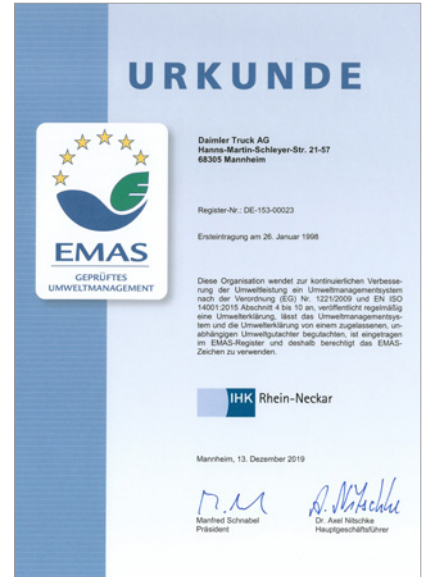 URKUNDE
Daimler Truck AG
Hanns-Martin-Schleyer-Str. 21-57
68305 Mannheim
EMAS
GEPRÜFTES
UMWELTMANAGEMENT
Register-Nr.: DE-153-00023
Ersteintragung am 26. Januar 1998
Diese Organisation wendet zur kontinuierlichen Verbesse-
rung der Umweltleistung ein Umweltmanagementsystem
nach der Verordnung (EG) Nr. 1221/2009 und EN ISO
14001:2015 Abschnitt 4 bis 10 an, veröffentlicht regelmäßig
eine Umwelterklärung, lässt das Umweltmanagementsys-
tem und die Umwelterklärung von einem zugelassenen, un-
abhängigen Umweltgutachter begutachten, ist eingetragen
im EMAS-Register und deshalb berechtigt das EMAS-
Zeichen zu verwenden.
IHK Rhein-Neckar
Mannheim, 13. Dezember 2019
A. Nitschke
Manfred Schnabel
Präsident
Dr. Axel Nitschke
Hauptgeschäftsführer